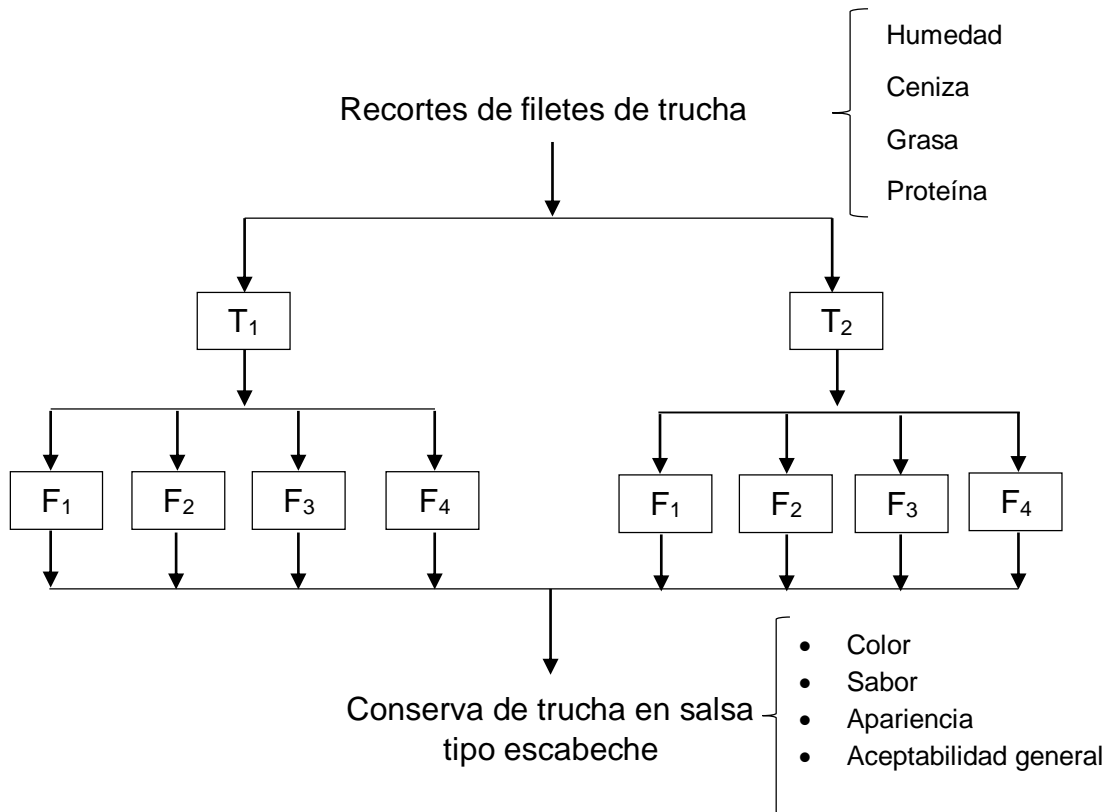 Humedad
Ceniza
Recortes de filetes de trucha
Grasa
Proteína
T₁
T₂
F₁
F₂
F₃
F₄
F₁
F₂
F₃
F₄
• Color
• Sabor
• Apariencia
• Aceptabilidad general
Conserva de trucha en salsa
tipo escabeche